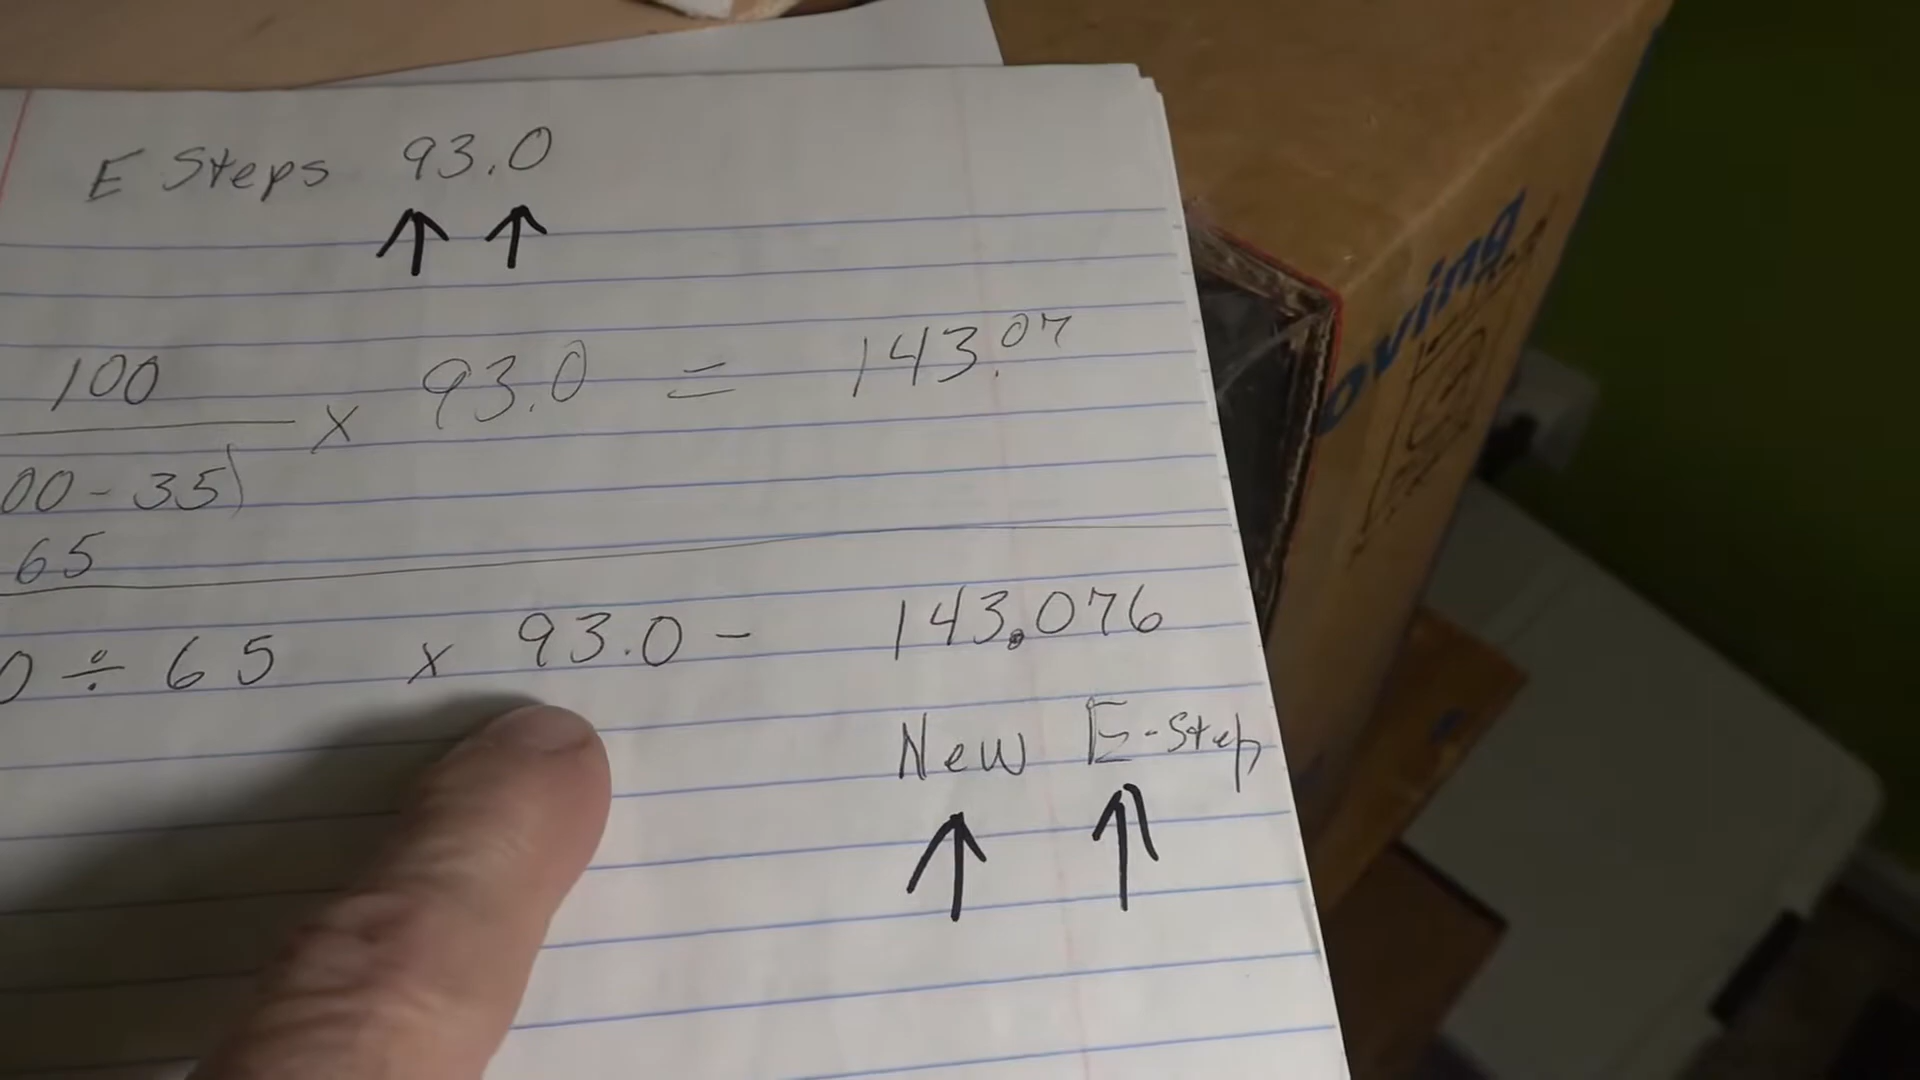 E Steps 93.0
100
x 93.0 = 143.07
00 - 35)
65
0 ÷ 65 x 93.0 - 143.076
New E-Step
oving